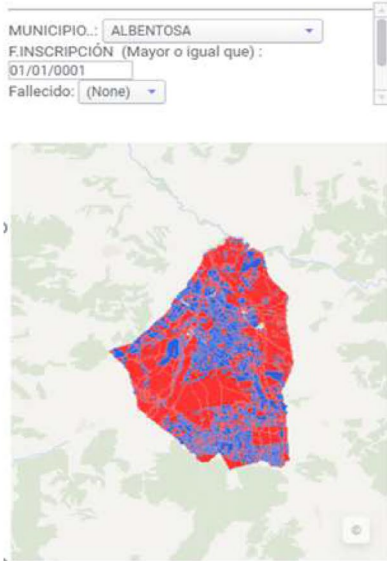 MUNICIPIO..: ALBENTOSA
F.INSCRIPCIÓN (Mayor o igual que) :
01/01/0001
Fallecido: (None)
©